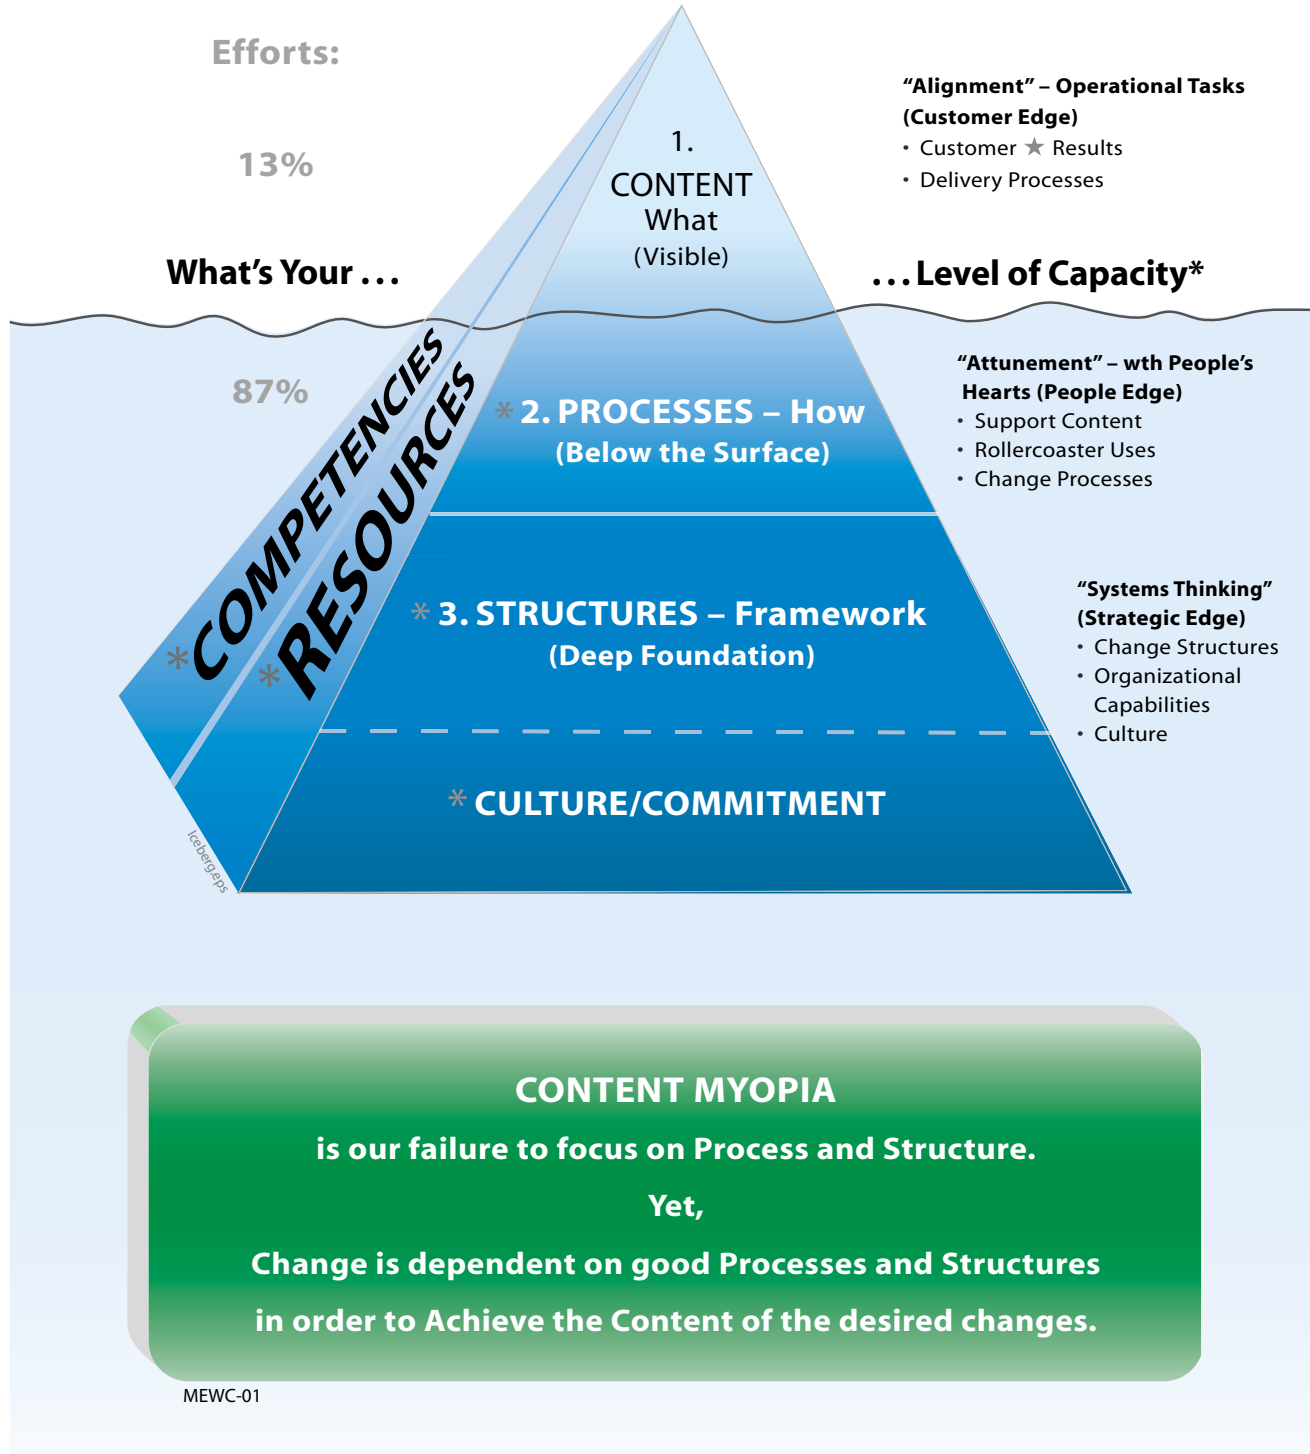 Efforts:
13%
“Alignment” – Operational Tasks
(Customer Edge)
• Customer ★ Results
• Delivery Processes
1.
CONTENT
What
(Visible)
What’s Your ...
... Level of Capacity*
87%
“Attunement” – wth People’s
Hearts (People Edge)
• Support Content
• Rollercoaster Uses
• Change Processes
* COMPETENCIES
* RESOURCES
* 2. PROCESSES – How
(Below the Surface)
* 3. STRUCTURES – Framework
(Deep Foundation)
“Systems Thinking”
(Strategic Edge)
• Change Structures
• Organizational
Capabilities
• Culture
* CULTURE/COMMITMENT
Iceberg.eps
CONTENT MYOPIA
is our failure to focus on Process and Structure.
Yet,
Change is dependent on good Processes and Structures
in order to Achieve the Content of the desired changes.
MEWC-01